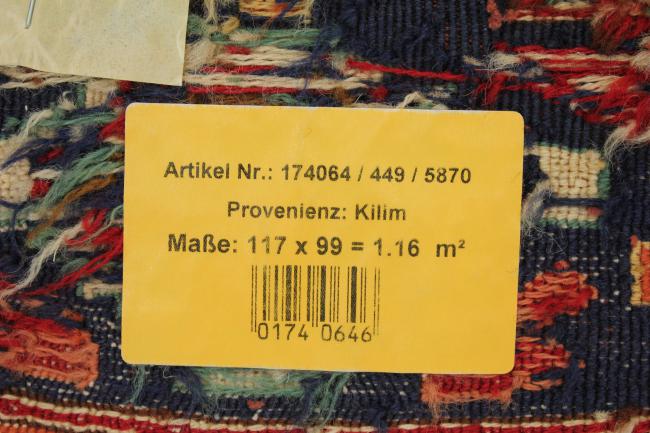 Artikel Nr.: 174064 / 449 / 5870
Provenienz: Kilim
Maße: 117 x 99 = 1.16 m²
0174 0646